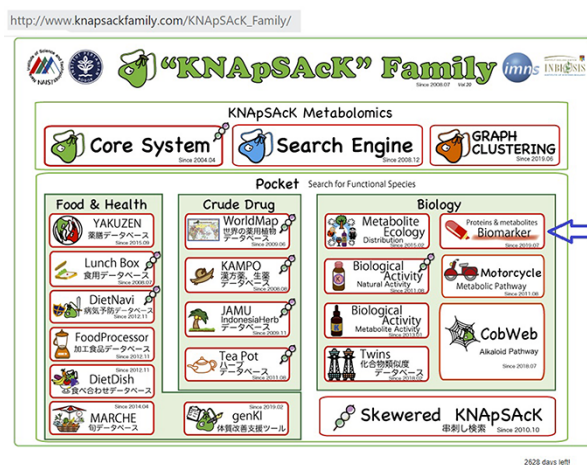 http://www.knapsackfamily.com/KNApSAcK_Family/
NAIST
"KNApSAcK" Family
Since 2008.07 Vol 20
imns
INBIOSIS
KNApSAcK Metabolomics
Core System
Since 2004.04
Search Engine
Since 2008.12
GRAPH
CLUSTERING
Since 2019.06
Pocket Search for Functional Species
Food & Health
YAKUZEN
薬膳データベース
Since 2015.09
Lunch Box
食用データベース
Since 2008.07
DietNavi
病気予防データベース
Since 2012.11
FoodProcessor
加工食品データベース
Since 2012.11
Since 2012.11
DietDish
食べ合わせデータベース
Since 2014.04
MARCHE
旬データベース
Crude Drug
WorldMap
世界の薬用植物
データベース
Since 2009.06
KAMPO
漢方薬、生薬
データベース
Since 2008.06
JAMU
IndonesiaHerb
データベース
Since 2009.11
Tea Pot
ハーブ
データベース
Since 2011.08
Since 2019.02
genKI
体質改善支援ツール
Biology
Metabolite
Ecology
Distribution
Since 2015.02
Biological
Activity
Natural Activity
Since 2011.08
Biological
Activity
Metabolite Activity
Twins
化合物類似度
データベース
Proteins & metabolites
Biomarker
Since 2019.07
Motorcycle
Metabolic Pathway
Since 2011.06
CobWeb
Alkaloid Pathway
Since 2018.07
Skewered KNApSAcK
串刺し検索 Since 2010.10
2628 days left!